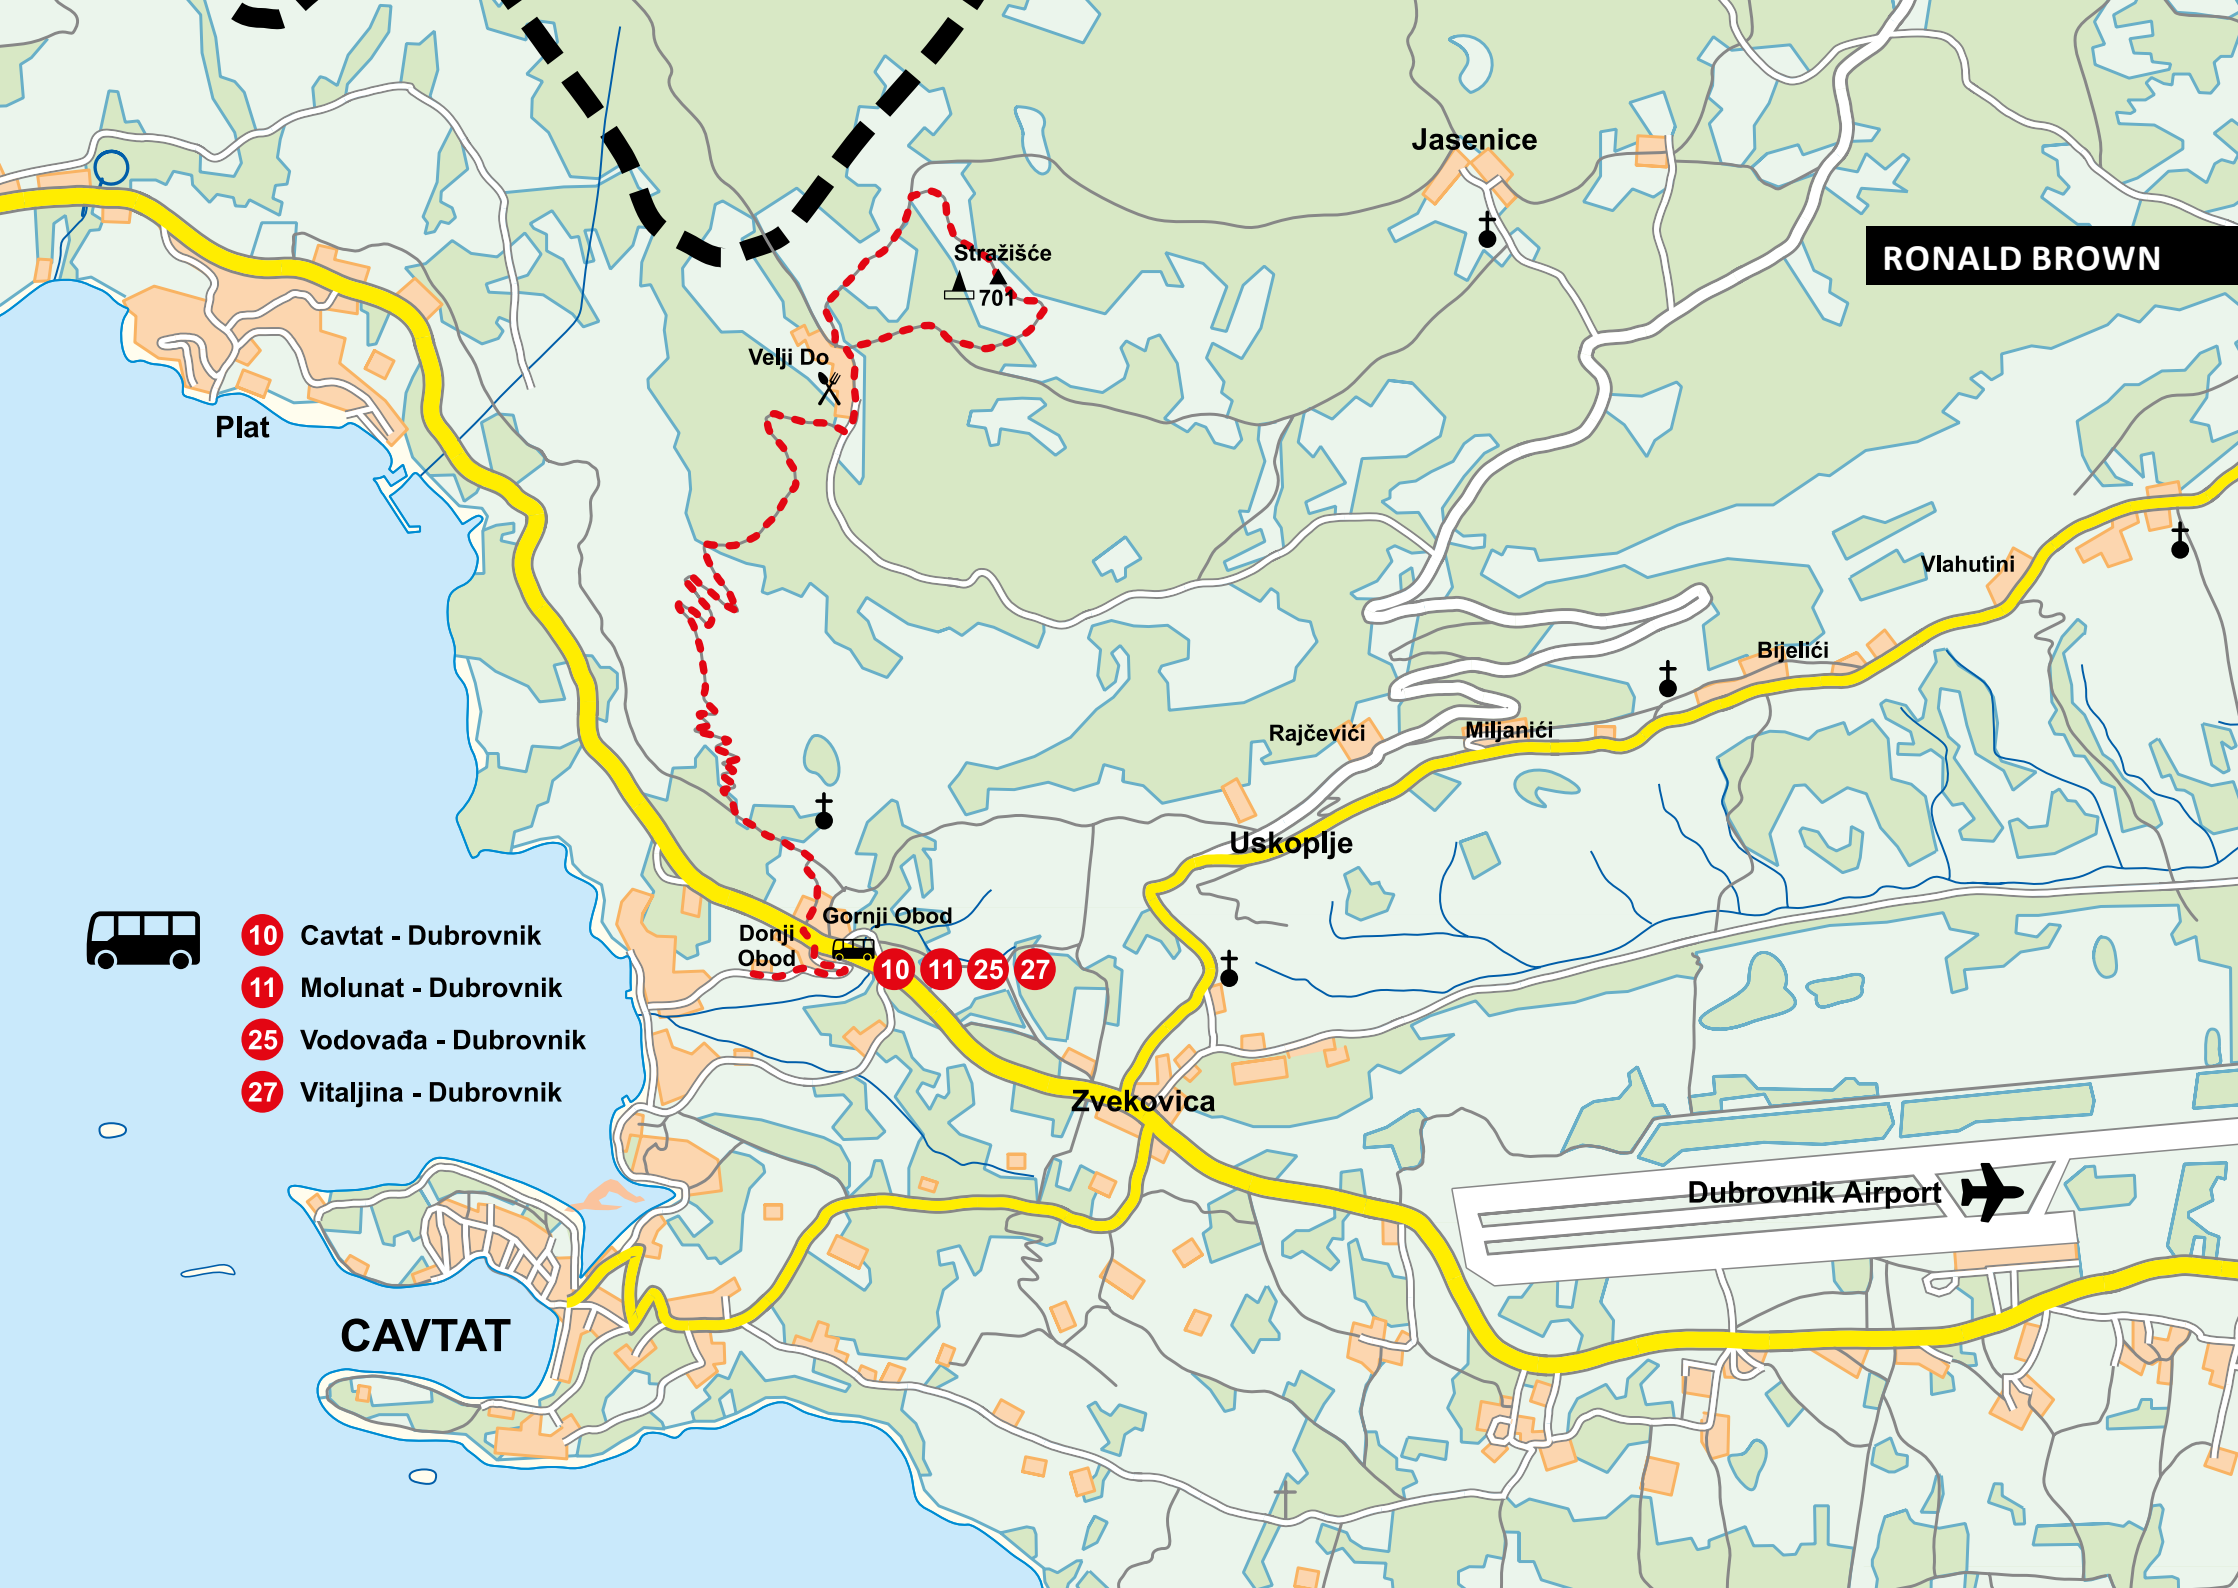 Jasenice
RONALD BROWN
Stražišće
701
Velji Do
Plat
Vlahutini
Bijelići
Rajčevići
Miljanići
Uskoplje
Gornji Obod
Donji
Obod
10 11 25 27
10 Cavtat - Dubrovnik
11 Molunat - Dubrovnik
25 Vodovađa - Dubrovnik
27 Vitaljina - Dubrovnik
Zvekovica
Dubrovnik Airport
CAVTAT